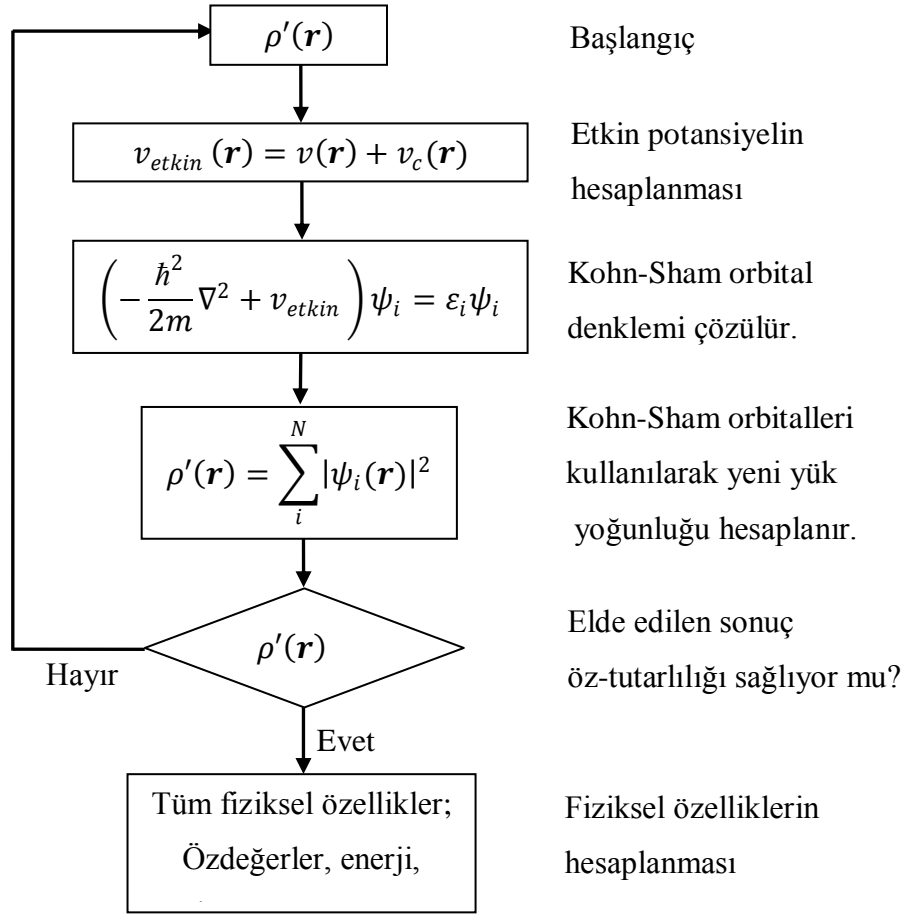 ρ′(𝒓)
Başlangıç
v_etkin (𝒓) = v(𝒓) + v_c(𝒓)
Etkin potansiyelin
hesaplanması
(−ℏ²/2m ∇² + v_etkin) ψ_i = ε_i ψ_i
Kohn-Sham orbital
denklemi çözülür.
ρ′(𝒓) = ∑_i^N |ψ_i(𝒓)|²
Kohn-Sham orbitalleri
kullanılarak yeni yük
yoğunluğu hesaplanır.
ρ′(𝒓)
Elde edilen sonuç
öz-tutarlılığı sağlıyor mu?
Hayır
Evet
Tüm fiziksel özellikler;
Özdeğerler, enerji,
Fiziksel özelliklerin
hesaplanması